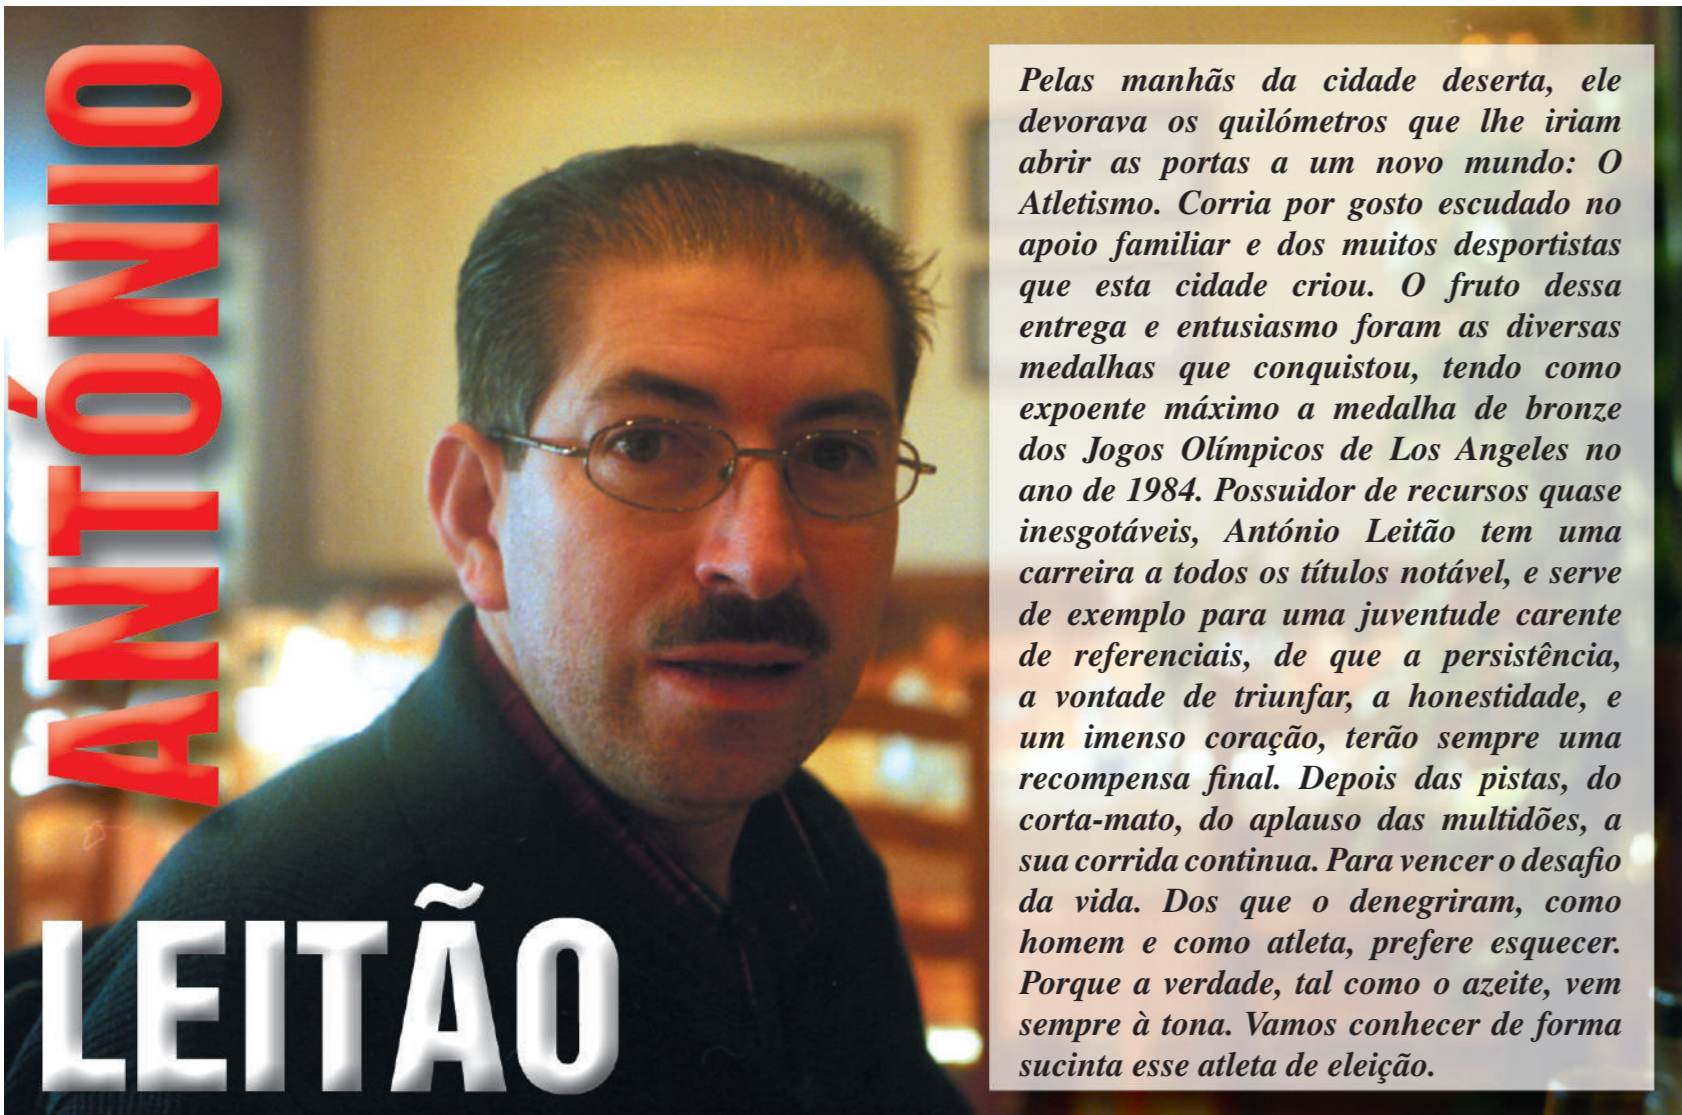 ANTÓNIO
LEITÃO
Pelas manhãs da cidade deserta, ele
devorava os quilómetros que lhe iriam
abrir as portas a um novo mundo: O
Atletismo. Corria por gosto escudado no
apoio familiar e dos muitos desportistas
que esta cidade criou. O fruto dessa
entrega e entusiasmo foram as diversas
medalhas que conquistou, tendo como
expoente máximo a medalha de bronze
dos Jogos Olímpicos de Los Angeles no
ano de 1984. Possuidor de recursos quase
inesgotáveis, António Leitão tem uma
carreira a todos os títulos notável, e serve
de exemplo para uma juventude carente
de referenciais, de que a persistência,
a vontade de triunfar, a honestidade, e
um imenso coração, terão sempre uma
recompensa final. Depois das pistas, do
corta-mato, do aplauso das multidões, a
sua corrida continua. Para vencer o desafio
da vida. Dos que o denegriram, como
homem e como atleta, prefere esquecer.
Porque a verdade, tal como o azeite, vem
sempre à tona. Vamos conhecer de forma
sucinta esse atleta de eleição.